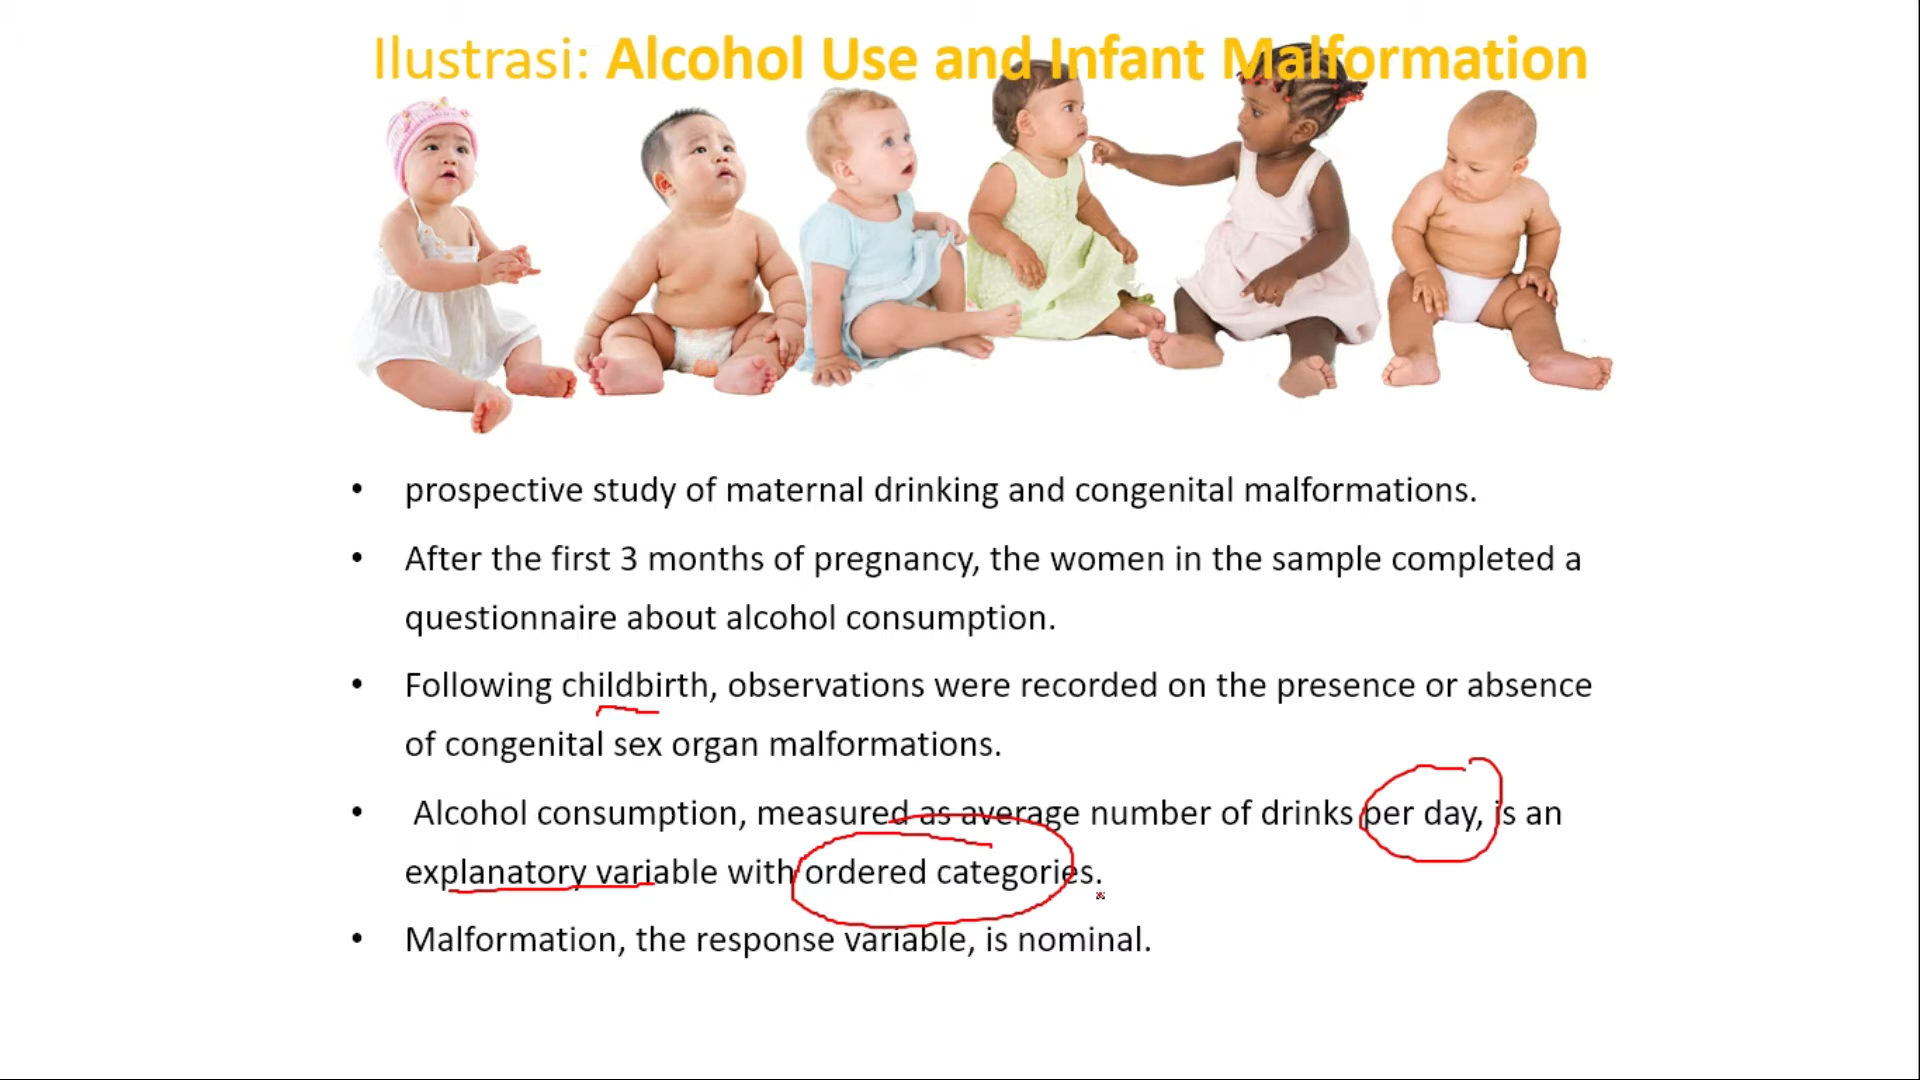 Ilustrasi: Alcohol Use and Infant Malformation
• prospective study of maternal drinking and congenital malformations.
• After the first 3 months of pregnancy, the women in the sample completed a
questionnaire about alcohol consumption.
• Following childbirth, observations were recorded on the presence or absence
of congenital sex organ malformations.
• Alcohol consumption, measured as average number of drinks per day, is an
explanatory variable with ordered categories.
• Malformation, the response variable, is nominal.